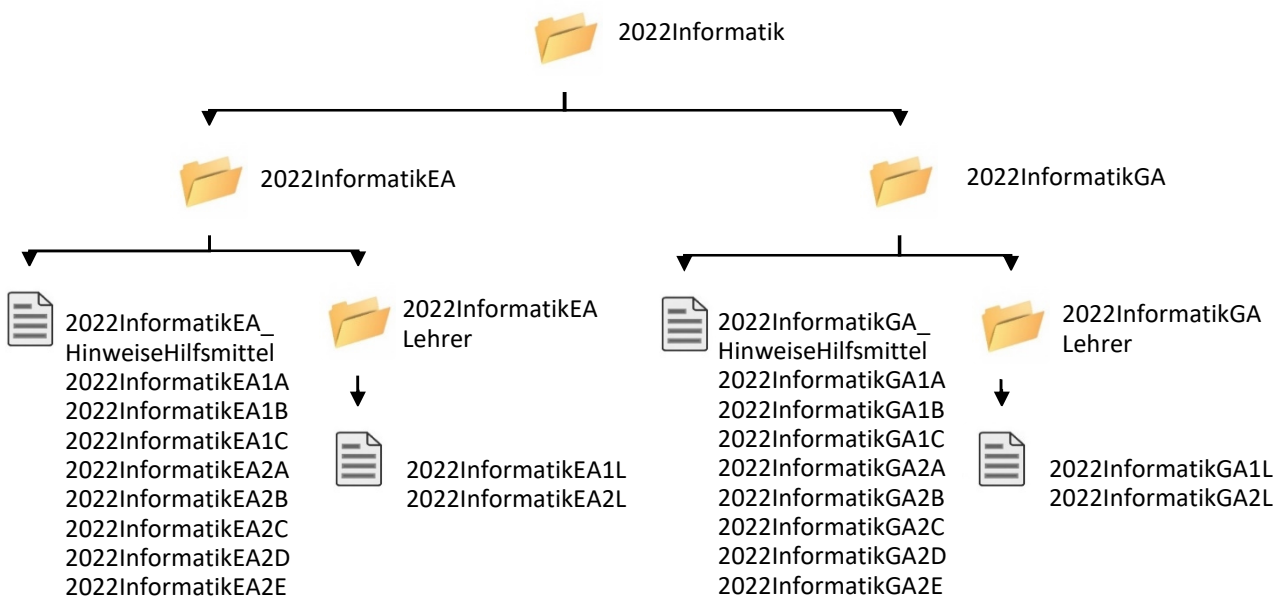 2022Informatik
2022InformatikEA
2022InformatikGA
2022InformatikEA_
HinweiseHilfsmittel
2022InformatikEA1A
2022InformatikEA1B
2022InformatikEA1C
2022InformatikEA2A
2022InformatikEA2B
2022InformatikEA2C
2022InformatikEA2D
2022InformatikEA2E
2022InformatikEA
Lehrer
2022InformatikEA1L
2022InformatikEA2L
2022InformatikGA_
HinweiseHilfsmittel
2022InformatikGA1A
2022InformatikGA1B
2022InformatikGA1C
2022InformatikGA2A
2022InformatikGA2B
2022InformatikGA2C
2022InformatikGA2D
2022InformatikGA2E
2022InformatikGA
Lehrer
2022InformatikGA1L
2022InformatikGA2L